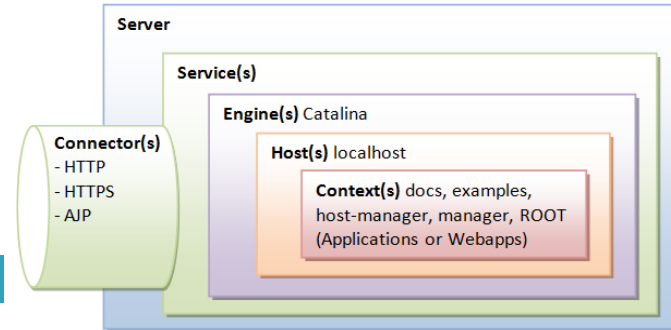 Server
Service(s)
Engine(s) Catalina
Connector(s)
- HTTP
- HTTPS
- AJP
Host(s) localhost
Context(s) docs, examples,
host-manager, manager, ROOT
(Applications or Webapps)